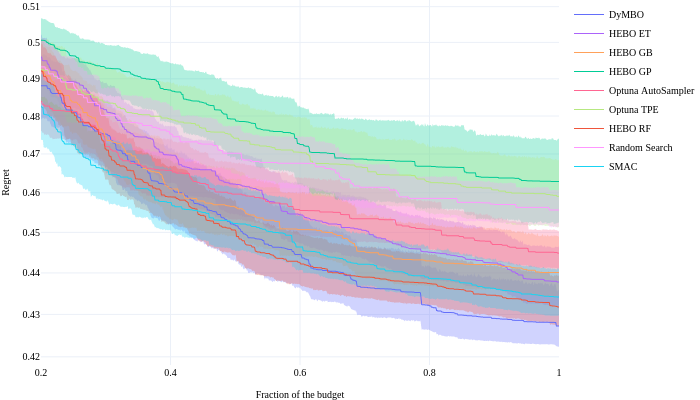 0.51
0.5
0.49
0.48
0.47
0.46
0.45
0.44
0.43
0.42
Regret
0.2
0.4
0.6
0.8
1
Fraction of the budget
DyMBO
HEBO ET
HEBO GB
HEBO GP
Optuna AutoSampler
Optuna TPE
HEBO RF
Random Search
SMAC